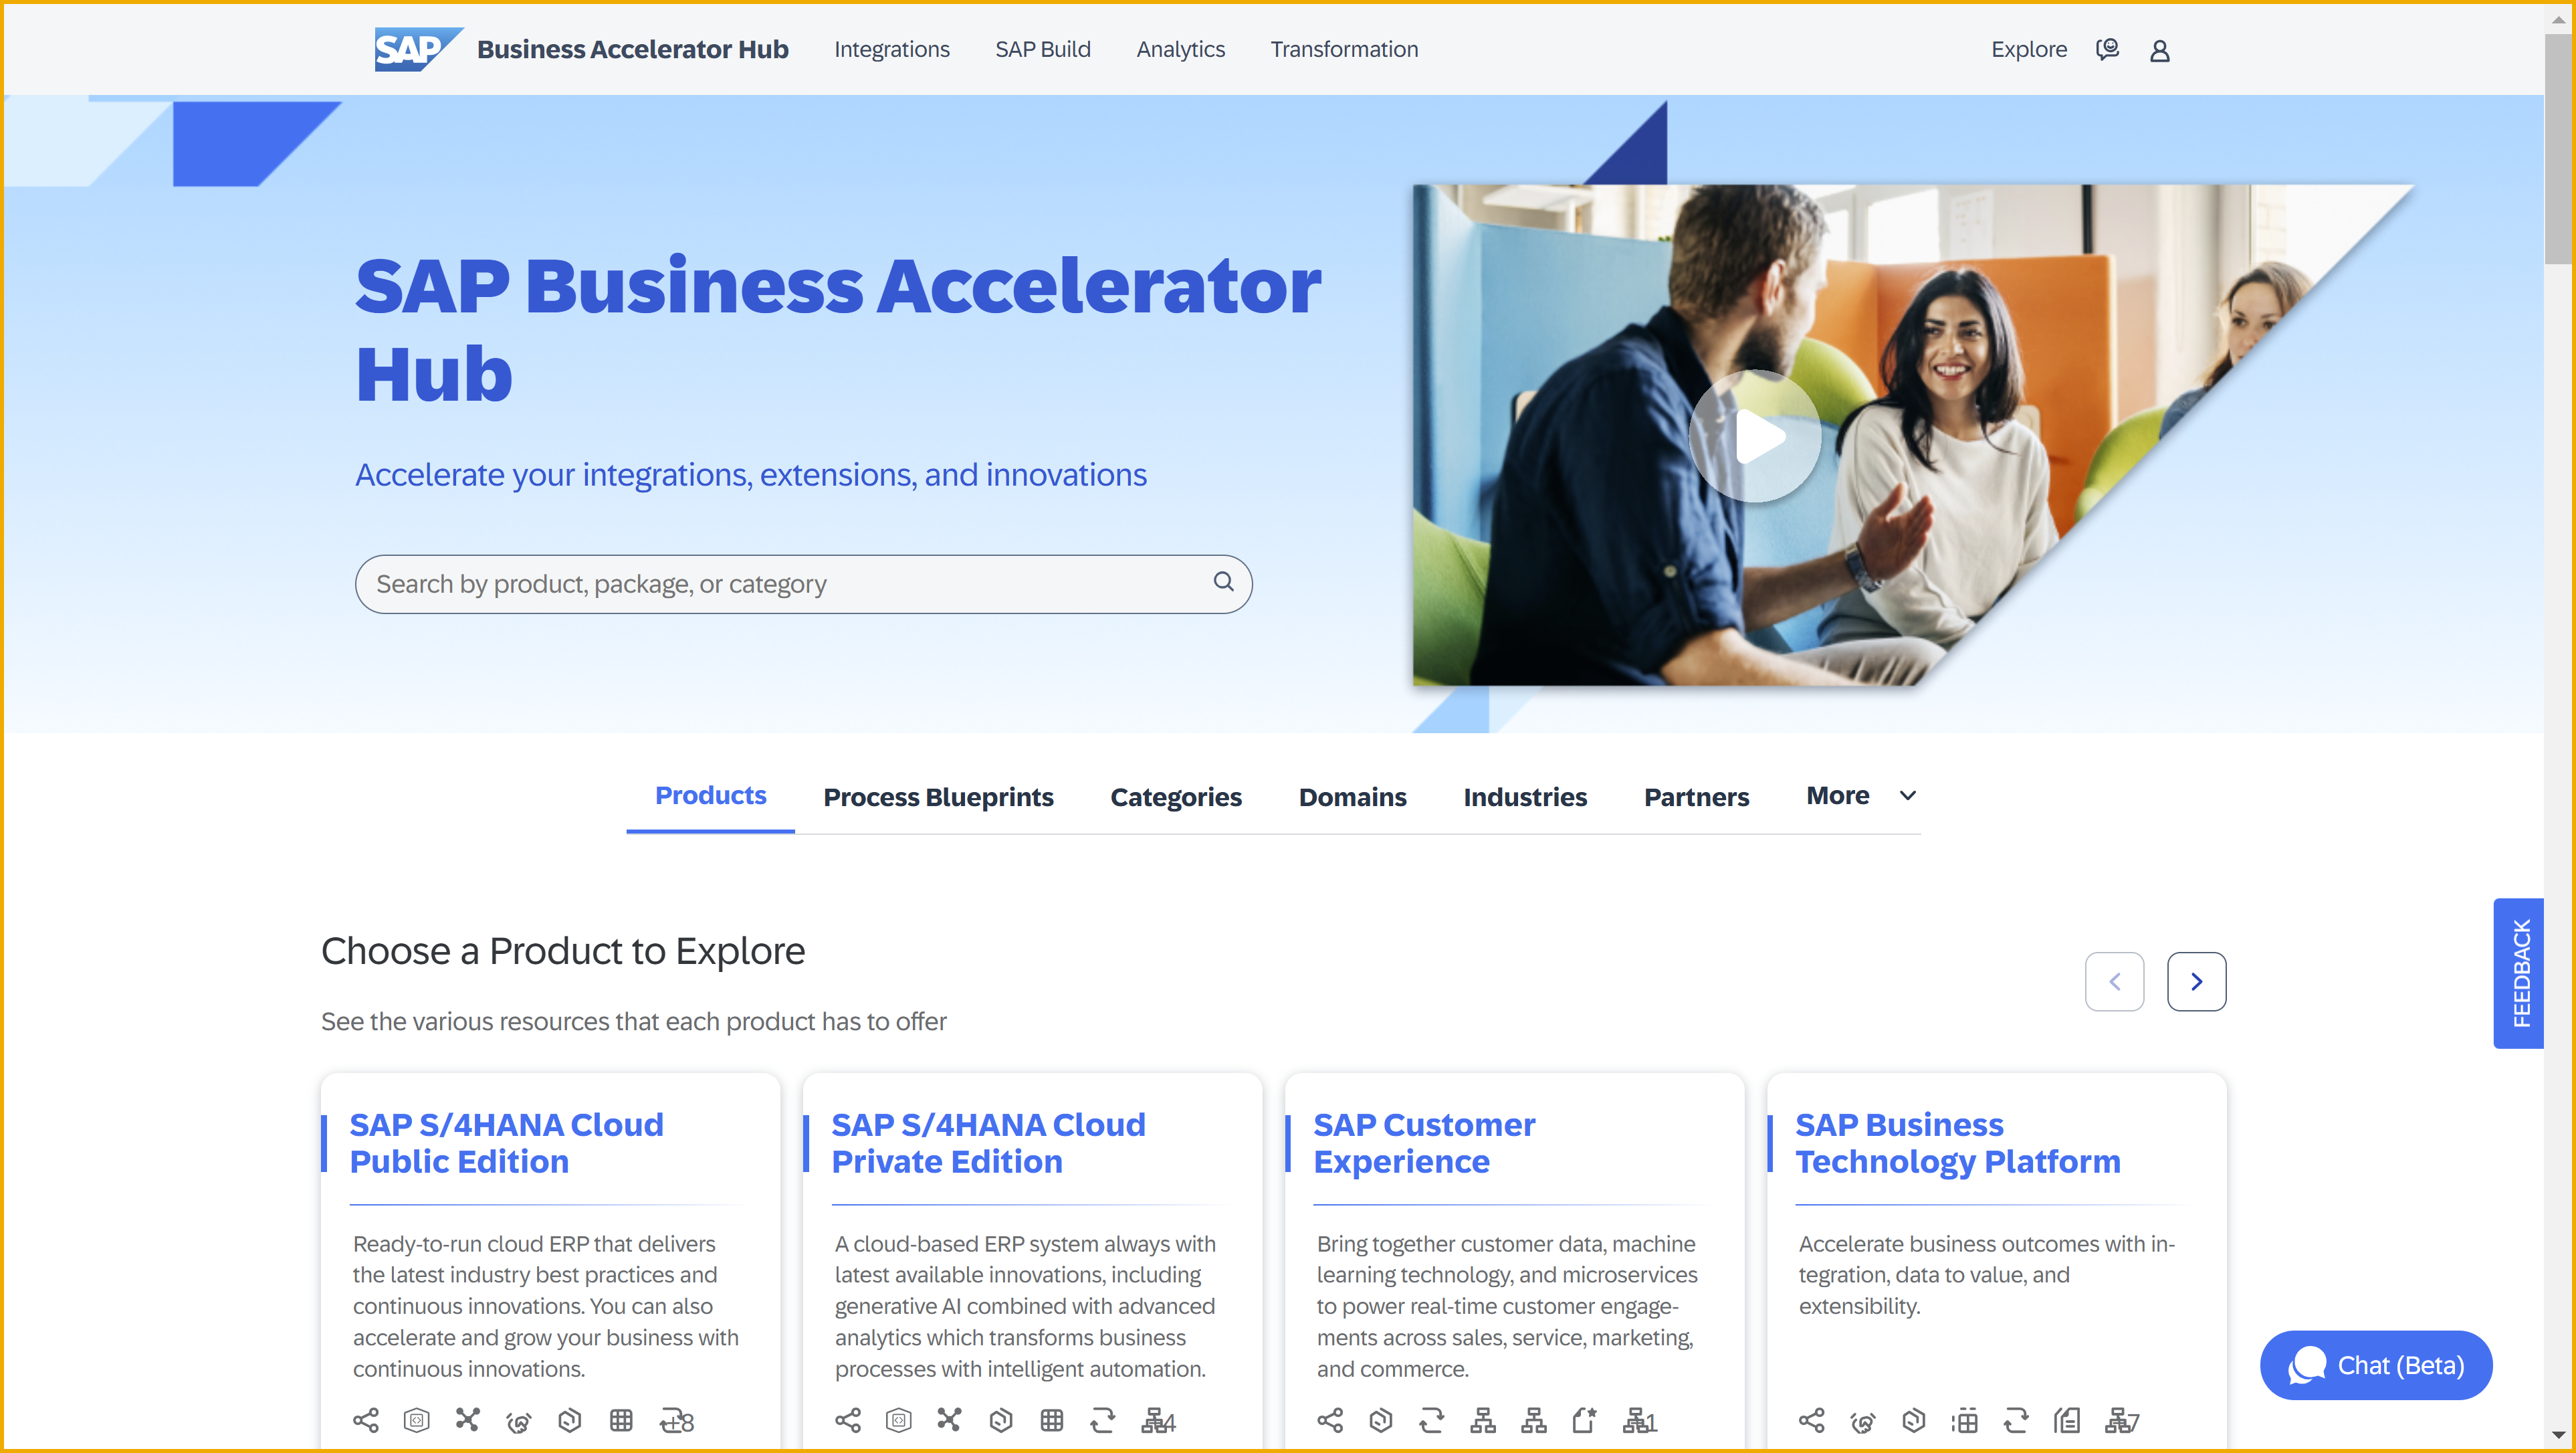 SAP Business Accelerator Hub Integrations SAP Build Analytics Transformation Explore
SAP Business Accelerator
Hub
Accelerate your integrations, extensions, and innovations
Search by product, package, or category
Products Process Blueprints Categories Domains Industries Partners More
Choose a Product to Explore
See the various resources that each product has to offer
FEEDBACK
SAP S/4HANA Cloud
Public Edition
Ready-to-run cloud ERP that delivers
the latest industry best practices and
continuous innovations. You can also
accelerate and grow your business with
continuous innovations.
+8
SAP S/4HANA Cloud
Private Edition
A cloud-based ERP system always with
latest available innovations, including
generative AI combined with advanced
analytics which transforms business
processes with intelligent automation.
4
SAP Customer
Experience
Bring together customer data, machine
learning technology, and microservices
to power real-time customer engage-
ments across sales, service, marketing,
and commerce.
1
SAP Business
Technology Platform
Accelerate business outcomes with in-
tegration, data to value, and
extensibility.
7
Chat (Beta)